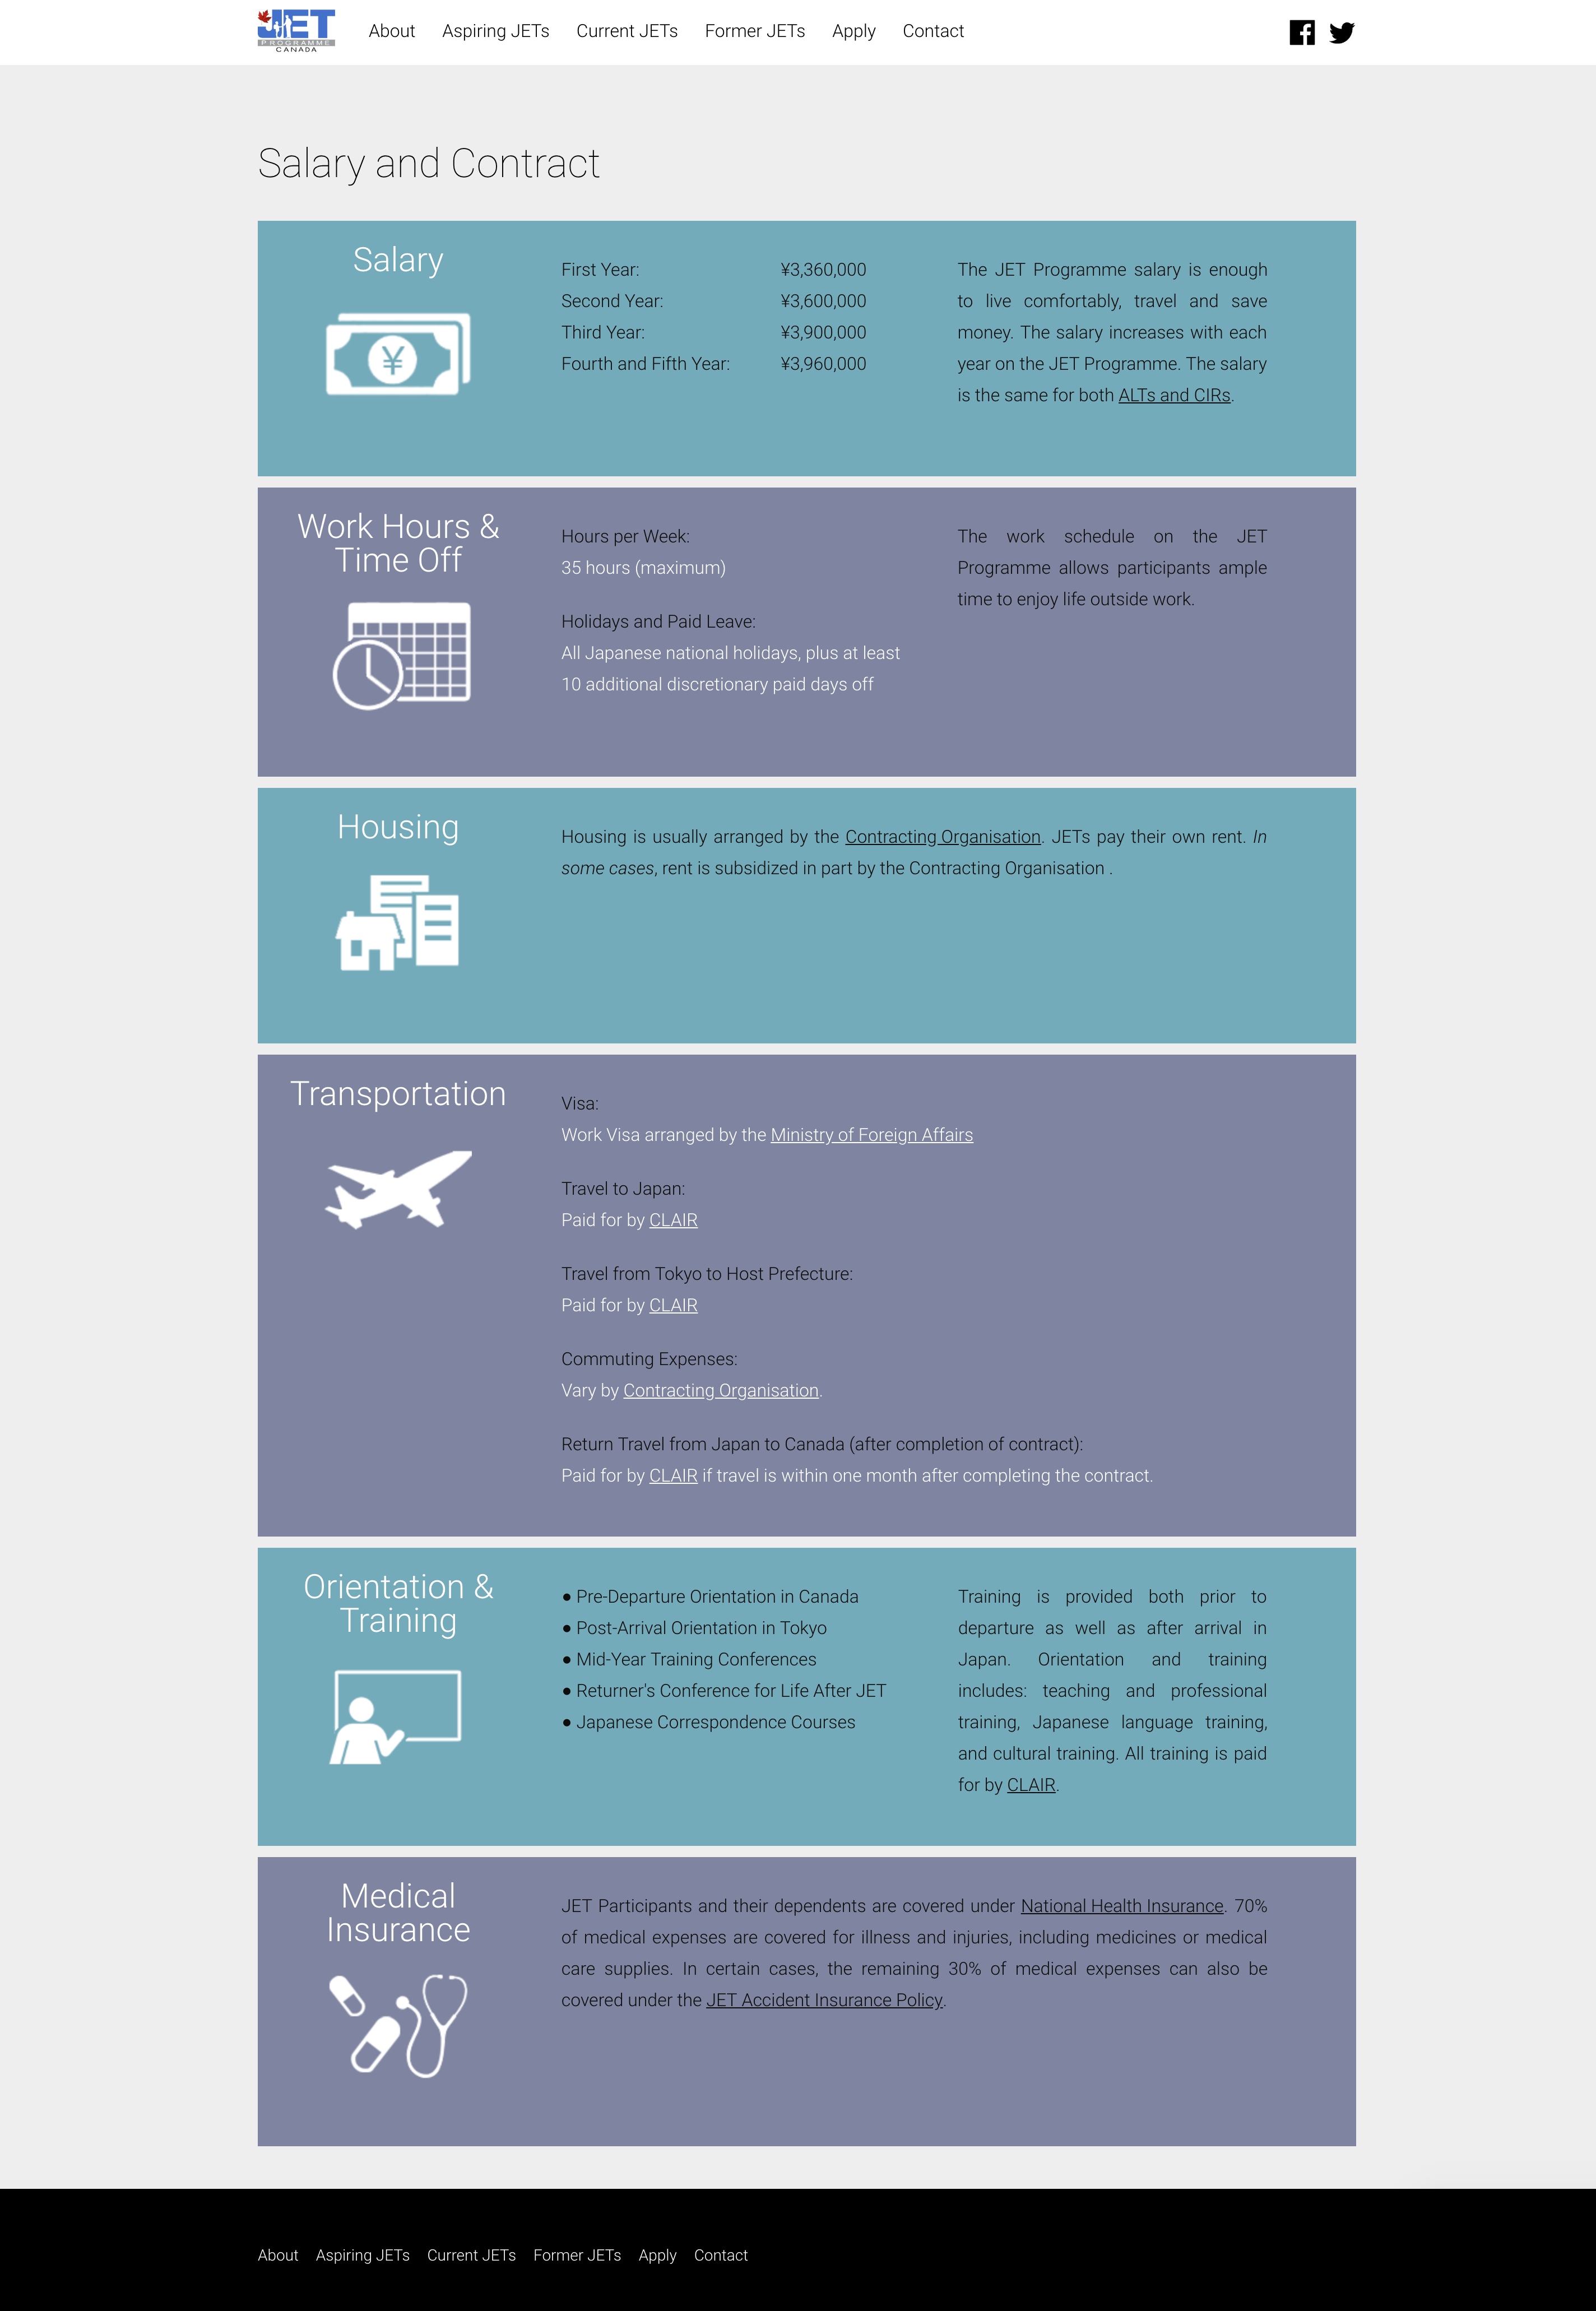 JET
PROGRAMME
CANADA
About Aspiring JETs Current JETs Former JETs Apply Contact
Salary and Contract
Salary
First Year: ¥3,360,000
Second Year: ¥3,600,000
Third Year: ¥3,900,000
Fourth and Fifth Year: ¥3,960,000
The JET Programme salary is enough
to live comfortably, travel and save
money. The salary increases with each
year on the JET Programme. The salary
is the same for both ALTs and CIRs.
Work Hours &
Time Off
Hours per Week:
35 hours (maximum)
Holidays and Paid Leave:
All Japanese national holidays, plus at least
10 additional discretionary paid days off
The work schedule on the JET
Programme allows participants ample
time to enjoy life outside work.
Housing
Housing is usually arranged by the Contracting Organisation. JETs pay their own rent. In
some cases, rent is subsidized in part by the Contracting Organisation .
Transportation
Visa:
Work Visa arranged by the Ministry of Foreign Affairs
Travel to Japan:
Paid for by CLAIR
Travel from Tokyo to Host Prefecture:
Paid for by CLAIR
Commuting Expenses:
Vary by Contracting Organisation.
Return Travel from Japan to Canada (after completion of contract):
Paid for by CLAIR if travel is within one month after completing the contract.
Orientation &
Training
● Pre-Departure Orientation in Canada
● Post-Arrival Orientation in Tokyo
● Mid-Year Training Conferences
● Returner's Conference for Life After JET
● Japanese Correspondence Courses
Training is provided both prior to
departure as well as after arrival in
Japan. Orientation and training
includes: teaching and professional
training, Japanese language training,
and cultural training. All training is paid
for by CLAIR.
Medical
Insurance
JET Participants and their dependents are covered under National Health Insurance. 70%
of medical expenses are covered for illness and injuries, including medicines or medical
care supplies. In certain cases, the remaining 30% of medical expenses can also be
covered under the JET Accident Insurance Policy.
About Aspiring JETs Current JETs Former JETs Apply Contact